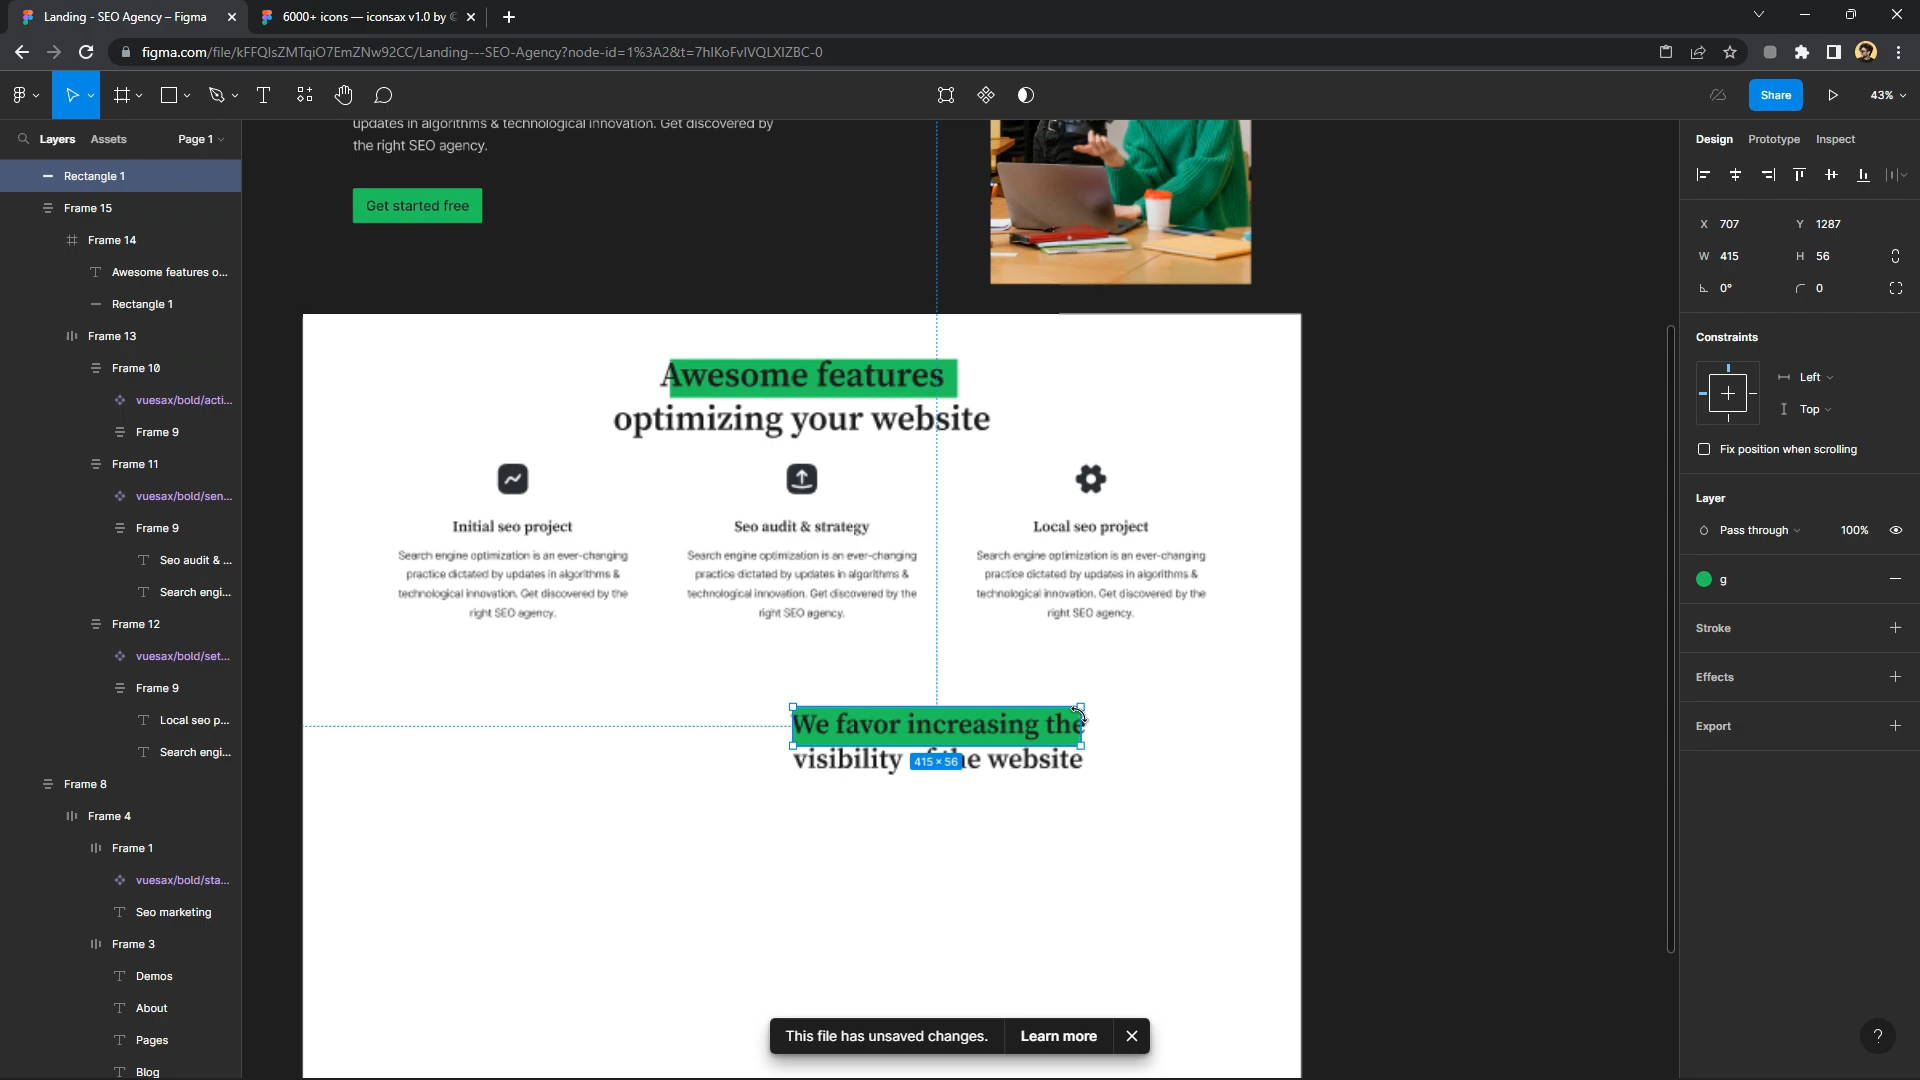 Landing - SEO Agency – Figma
6000+ icons — iconsax v1.0 by
figma.com/file/kFFQIsZMTqiO7EmZNw92CC/Landing---SEO-Agency?node-id=1%3A2&t=7hIKoFvIVQLXIZBC-0
Share
43%
Layers
Assets
Page 1
Rectangle 1
Frame 15
Frame 14
Awesome features o...
Rectangle 1
Frame 13
Frame 10
vuesax/bold/acti...
Frame 9
Frame 11
vuesax/bold/sen...
Frame 9
Seo audit & ...
Search engi...
Frame 12
vuesax/bold/set...
Frame 9
Local seo p...
Search engi...
Frame 8
Frame 4
Frame 1
vuesax/bold/sta...
Seo marketing
Frame 3
Demos
About
Pages
Blog
updates in algorithms & technological innovation. Get discovered by
the right SEO agency.
Get started free
Awesome features
optimizing your website
Initial seo project
Search engine optimization is an ever-changing
practice dictated by updates in algorithms &
technological innovation. Get discovered by the
right SEO agency.
Seo audit & strategy
Search engine optimization is an ever-changing
practice dictated by updates in algorithms &
technological innovation. Get discovered by the
right SEO agency.
Local seo project
Search engine optimization is an ever-changing
practice dictated by updates in algorithms &
technological innovation. Get discovered by the
right SEO agency.
We favor increasing the
visibility website
415 × 56
This file has unsaved changes.
Learn more
Design
Prototype
Inspect
X 707
Y 1287
W 415
H 56
0°
0
Constraints
Left
Top
Fix position when scrolling
Layer
Pass through
100%
g
Stroke
Effects
Export
?